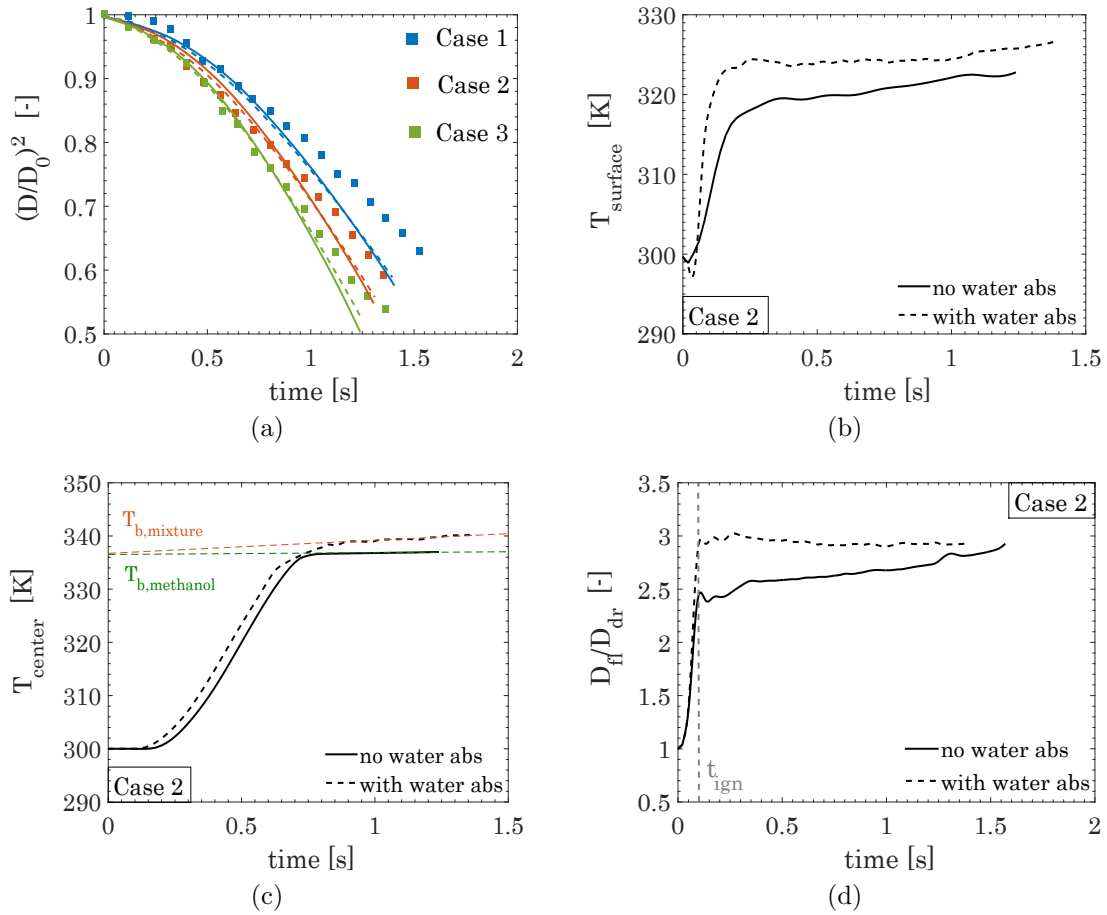 1
0.9
0.8
0.7
0.6
0.5
(D/D0)2 [-]
0
0.5
1
1.5
2
time [s]
Case 1
Case 2
Case 3
(a)
330
320
310
300
290
Tsurface [K]
0
0.5
1
1.5
time [s]
Case 2
no water abs
with water abs
(b)
350
340
330
320
310
300
290
Tcenter [K]
Tb,mixture
Tb,methanol
0
0.5
1
1.5
time [s]
Case 2
no water abs
with water abs
(c)
3.5
3
2.5
2
1.5
1
0.5
Dfl/Ddr [-]
Case 2
tign
0
0.5
1
1.5
2
time [s]
no water abs
with water abs
(d)